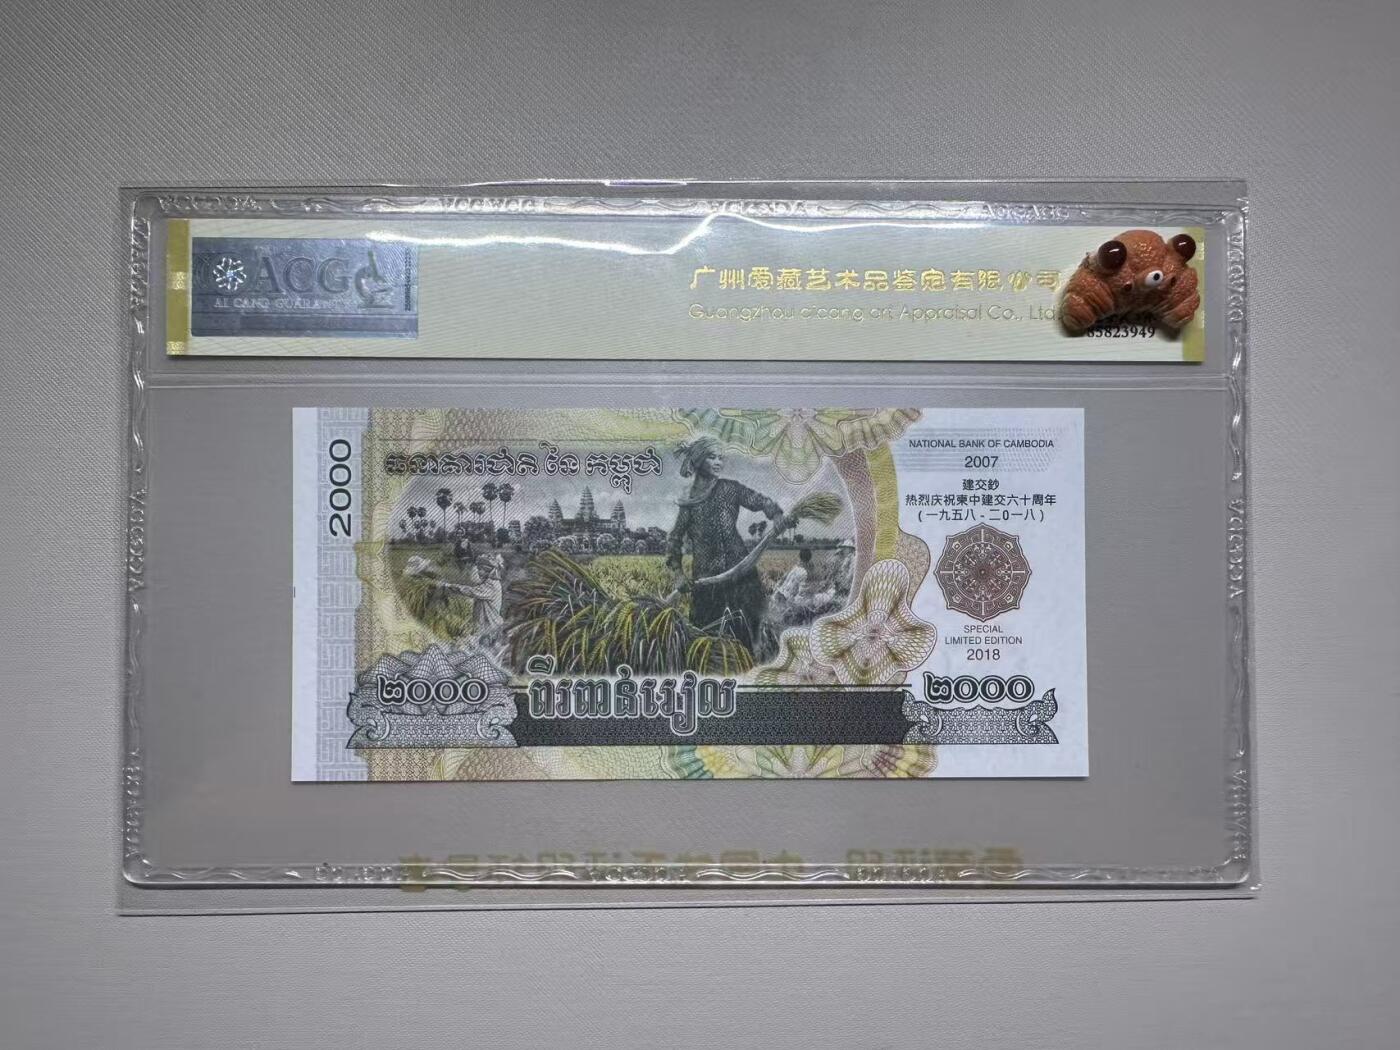 ACG
AI CANG GUARANTY
广州爱藏艺术品鉴定有限公司
Guangzhou aicang art Appraisal Co., Ltd.
85823949
2000
ធនាគារជាតិ នៃ កម្ពុជា
NATIONAL BANK OF CAMBODIA
2007
建交鈔
热烈庆祝柬中建交六十周年
(一九五八 - 二0一八)
SPECIAL
LIMITED EDITION
2018
២០០០
ពីរពាន់រៀល
២០០០